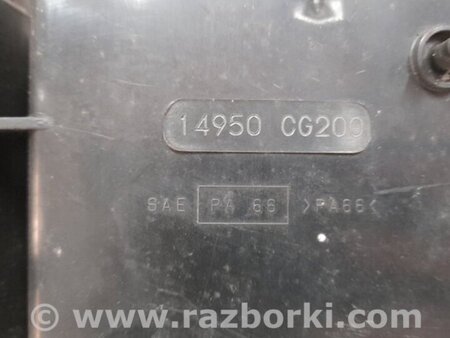 14950 CG200
SAE PA 66 >PA66<
© www.razborki.com